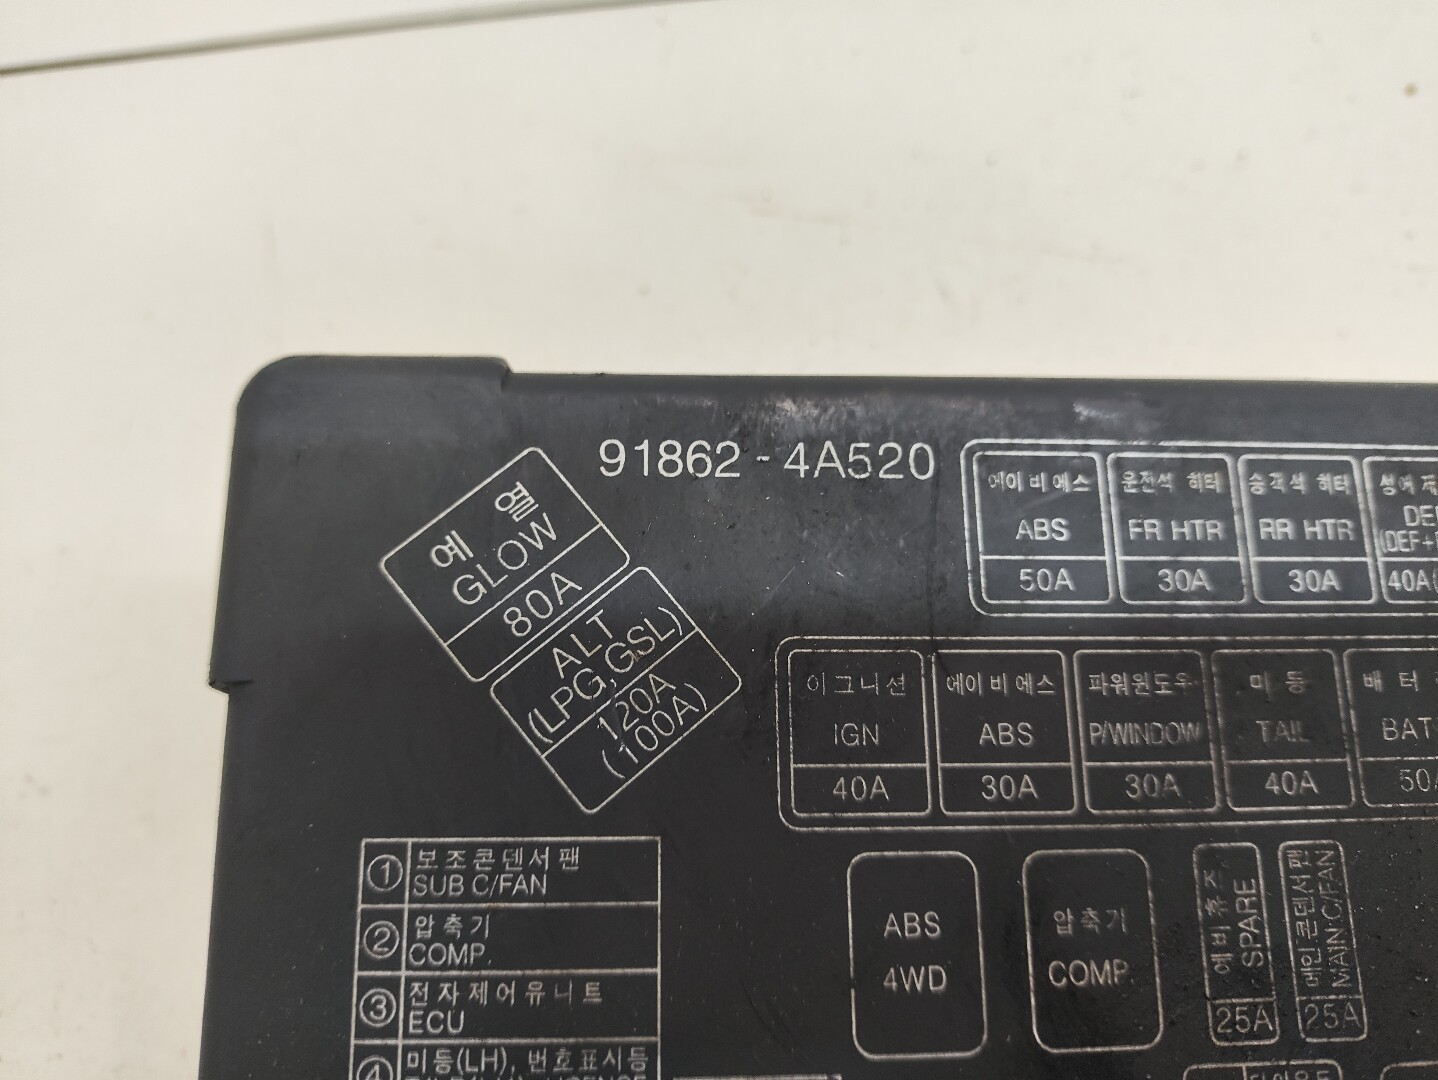 91862 - 4A520
예 열
GLOW
80A
ALT
(LPG,GSL)
120A
(100A)
에이비에스
ABS
50A
운전석 히터
FR HTR
30A
승객석 히터
RR HTR
30A
성에
40A
이그니션
IGN
40A
에이비에스
ABS
30A
파워윈도우
P/WINDOW
30A
미 등
TAIL
40A
배 터
BAT
50
① 보조콘덴서팬
SUB C/FAN
② 압축기
COMP.
③ 전자제어유니트
ECU
④ 미등(LH), 번호표시등
ABS
4WD
압축기
COMP.
예비휴즈
SPARE
25A
메인콘덴서팬
MAIN C/FAN
25A